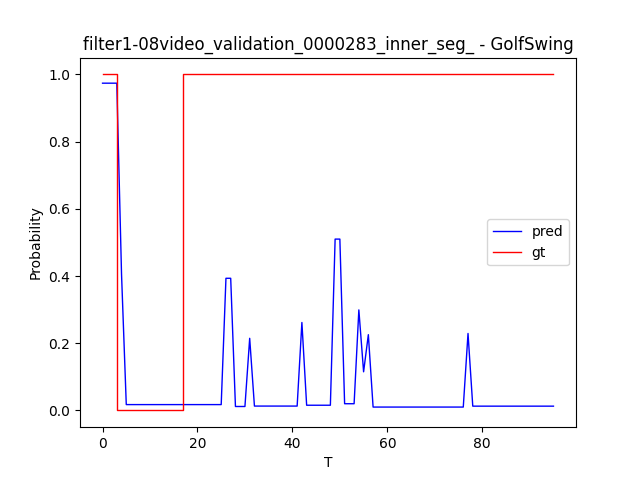 filter1-08video_validation_0000283_inner_seg_ - GolfSwing
1.0
0.8
0.6
0.4
0.2
0.0
Probability
pred
gt
0 20 40 60 80
T